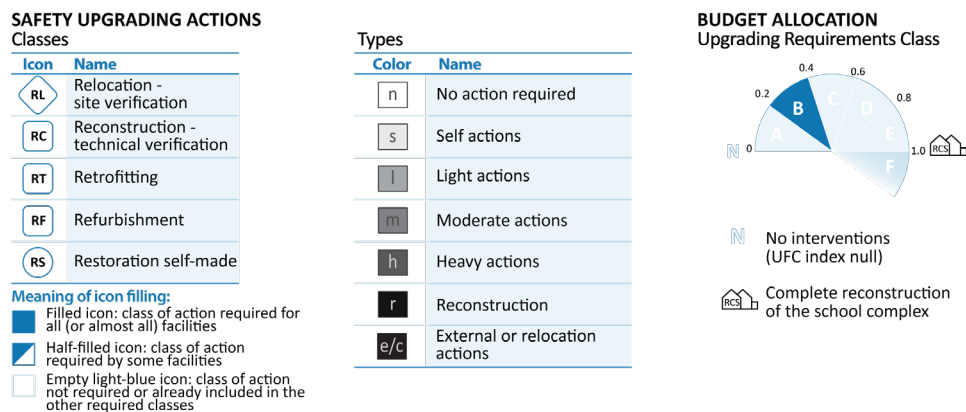 SAFETY UPGRADING ACTIONS
Classes
Icon Name
RL Relocation -
site verification
RC Reconstruction -
technical verification
RT Retrofitting
RF Refurbishment
RS Restoration self-made
Meaning of icon filling:
Filled icon: class of action required for
all (or almost all) facilities
Half-filled icon: class of action
required by some facilities
Empty light-blue icon: class of action
not required or already included in the
other required classes
Types
Color Name
n No action required
s Self actions
l Light actions
m Moderate actions
h Heavy actions
r Reconstruction
e/c External or relocation
actions
BUDGET ALLOCATION
Upgrading Requirements Class
N 0 0.2 0.4 0.6 0.8 1.0 RCS
A B C D E F
N No interventions
(UFC index null)
RCS Complete reconstruction
of the school complex